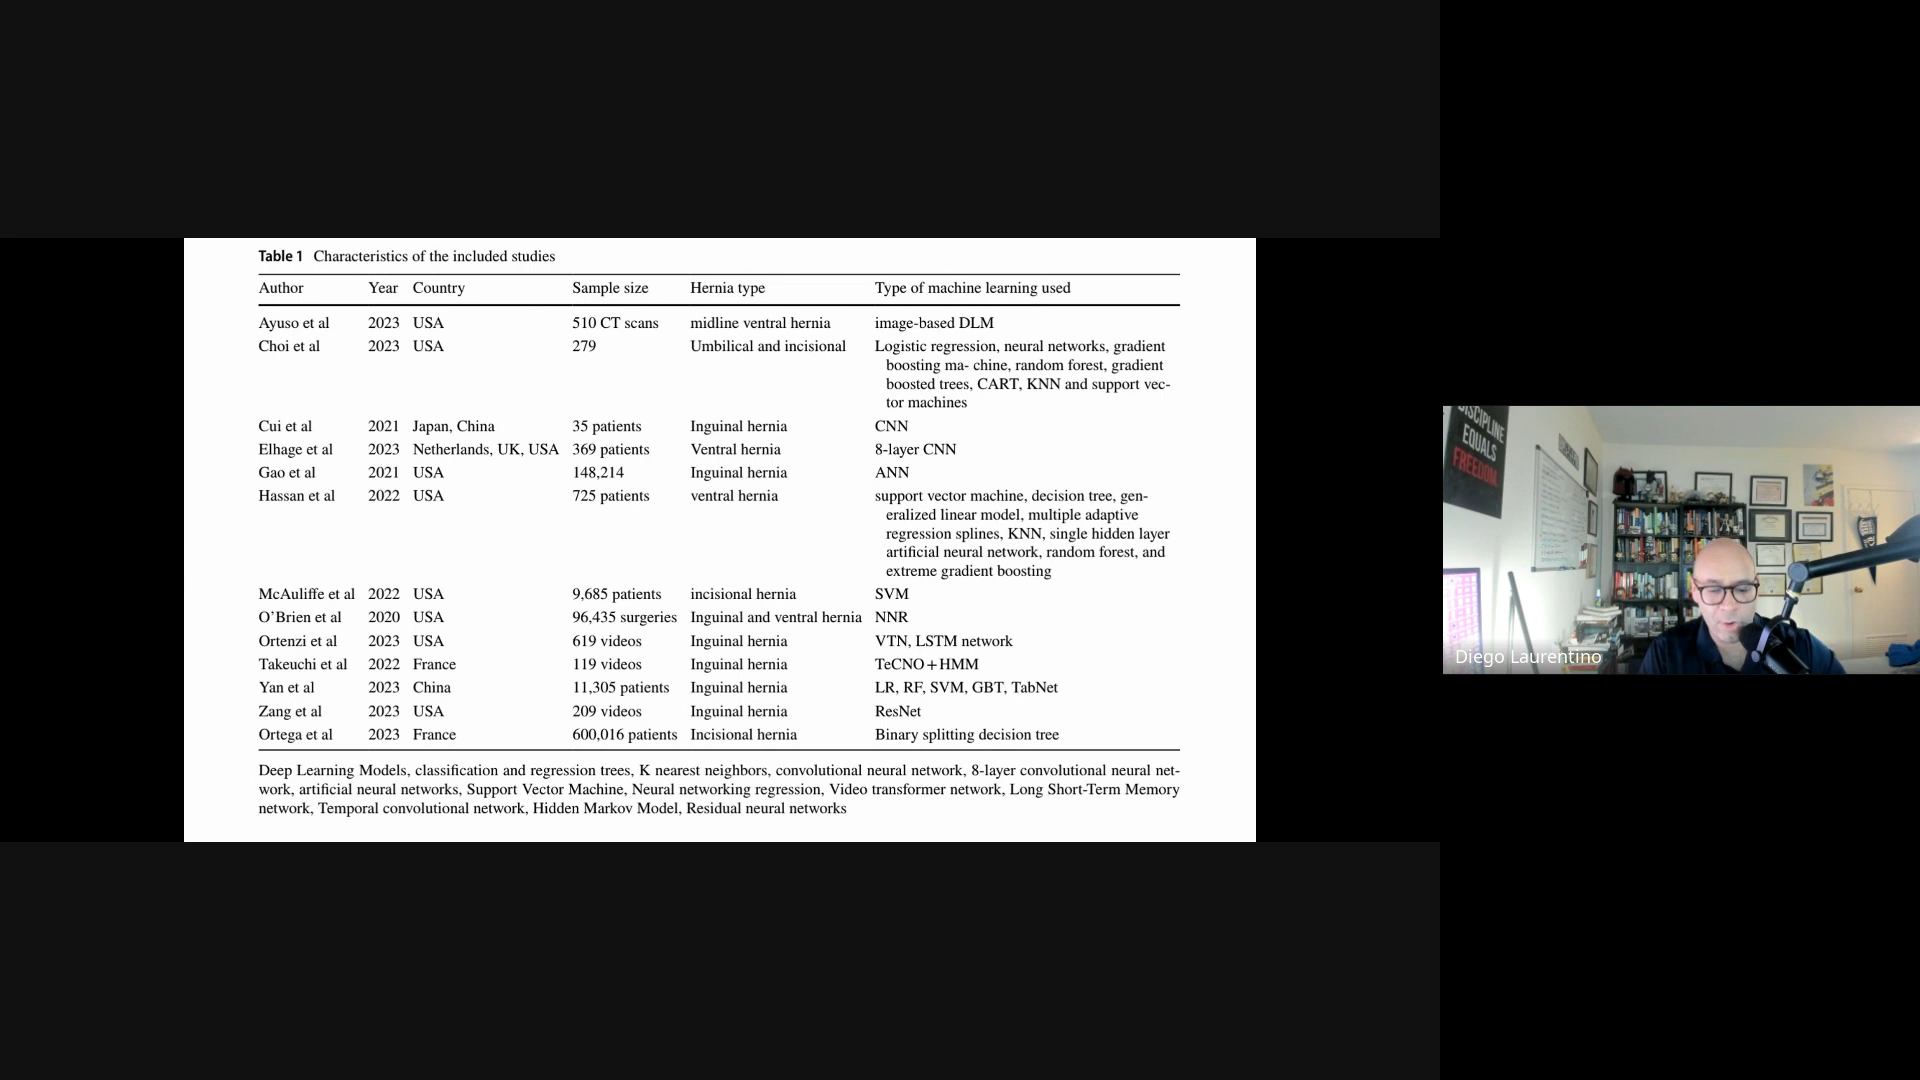 Table 1 Characteristics of the included studies
Author Year Country Sample size Hernia type Type of machine learning used
Ayuso et al 2023 USA 510 CT scans midline ventral hernia image-based DLM
Choi et al 2023 USA 279 Umbilical and incisional Logistic regression, neural networks, gradient
boosting ma- chine, random forest, gradient
boosted trees, CART, KNN and support vec-
tor machines
Cui et al 2021 Japan, China 35 patients Inguinal hernia CNN
Elhage et al 2023 Netherlands, UK, USA 369 patients Ventral hernia 8-layer CNN
Gao et al 2021 USA 148,214 Inguinal hernia ANN
Hassan et al 2022 USA 725 patients ventral hernia support vector machine, decision tree, gen-
eralized linear model, multiple adaptive
regression splines, KNN, single hidden layer
artificial neural network, random forest, and
extreme gradient boosting
McAuliffe et al 2022 USA 9,685 patients incisional hernia SVM
O'Brien et al 2020 USA 96,435 surgeries Inguinal and ventral hernia NNR
Ortenzi et al 2023 USA 619 videos Inguinal hernia VTN, LSTM network
Takeuchi et al 2022 France 119 videos Inguinal hernia TeCNO+HMM
Yan et al 2023 China 11,305 patients Inguinal hernia LR, RF, SVM, GBT, TabNet
Zang et al 2023 USA 209 videos Inguinal hernia ResNet
Ortega et al 2023 France 600,016 patients Incisional hernia Binary splitting decision tree
Deep Learning Models, classification and regression trees, K nearest neighbors, convolutional neural network, 8-layer convolutional neural net-
work, artificial neural networks, Support Vector Machine, Neural networking regression, Video transformer network, Long Short-Term Memory
network, Temporal convolutional network, Hidden Markov Model, Residual neural networks
DISCIPLINE
EQUALS
FREEDOM.
Diego Laurentino